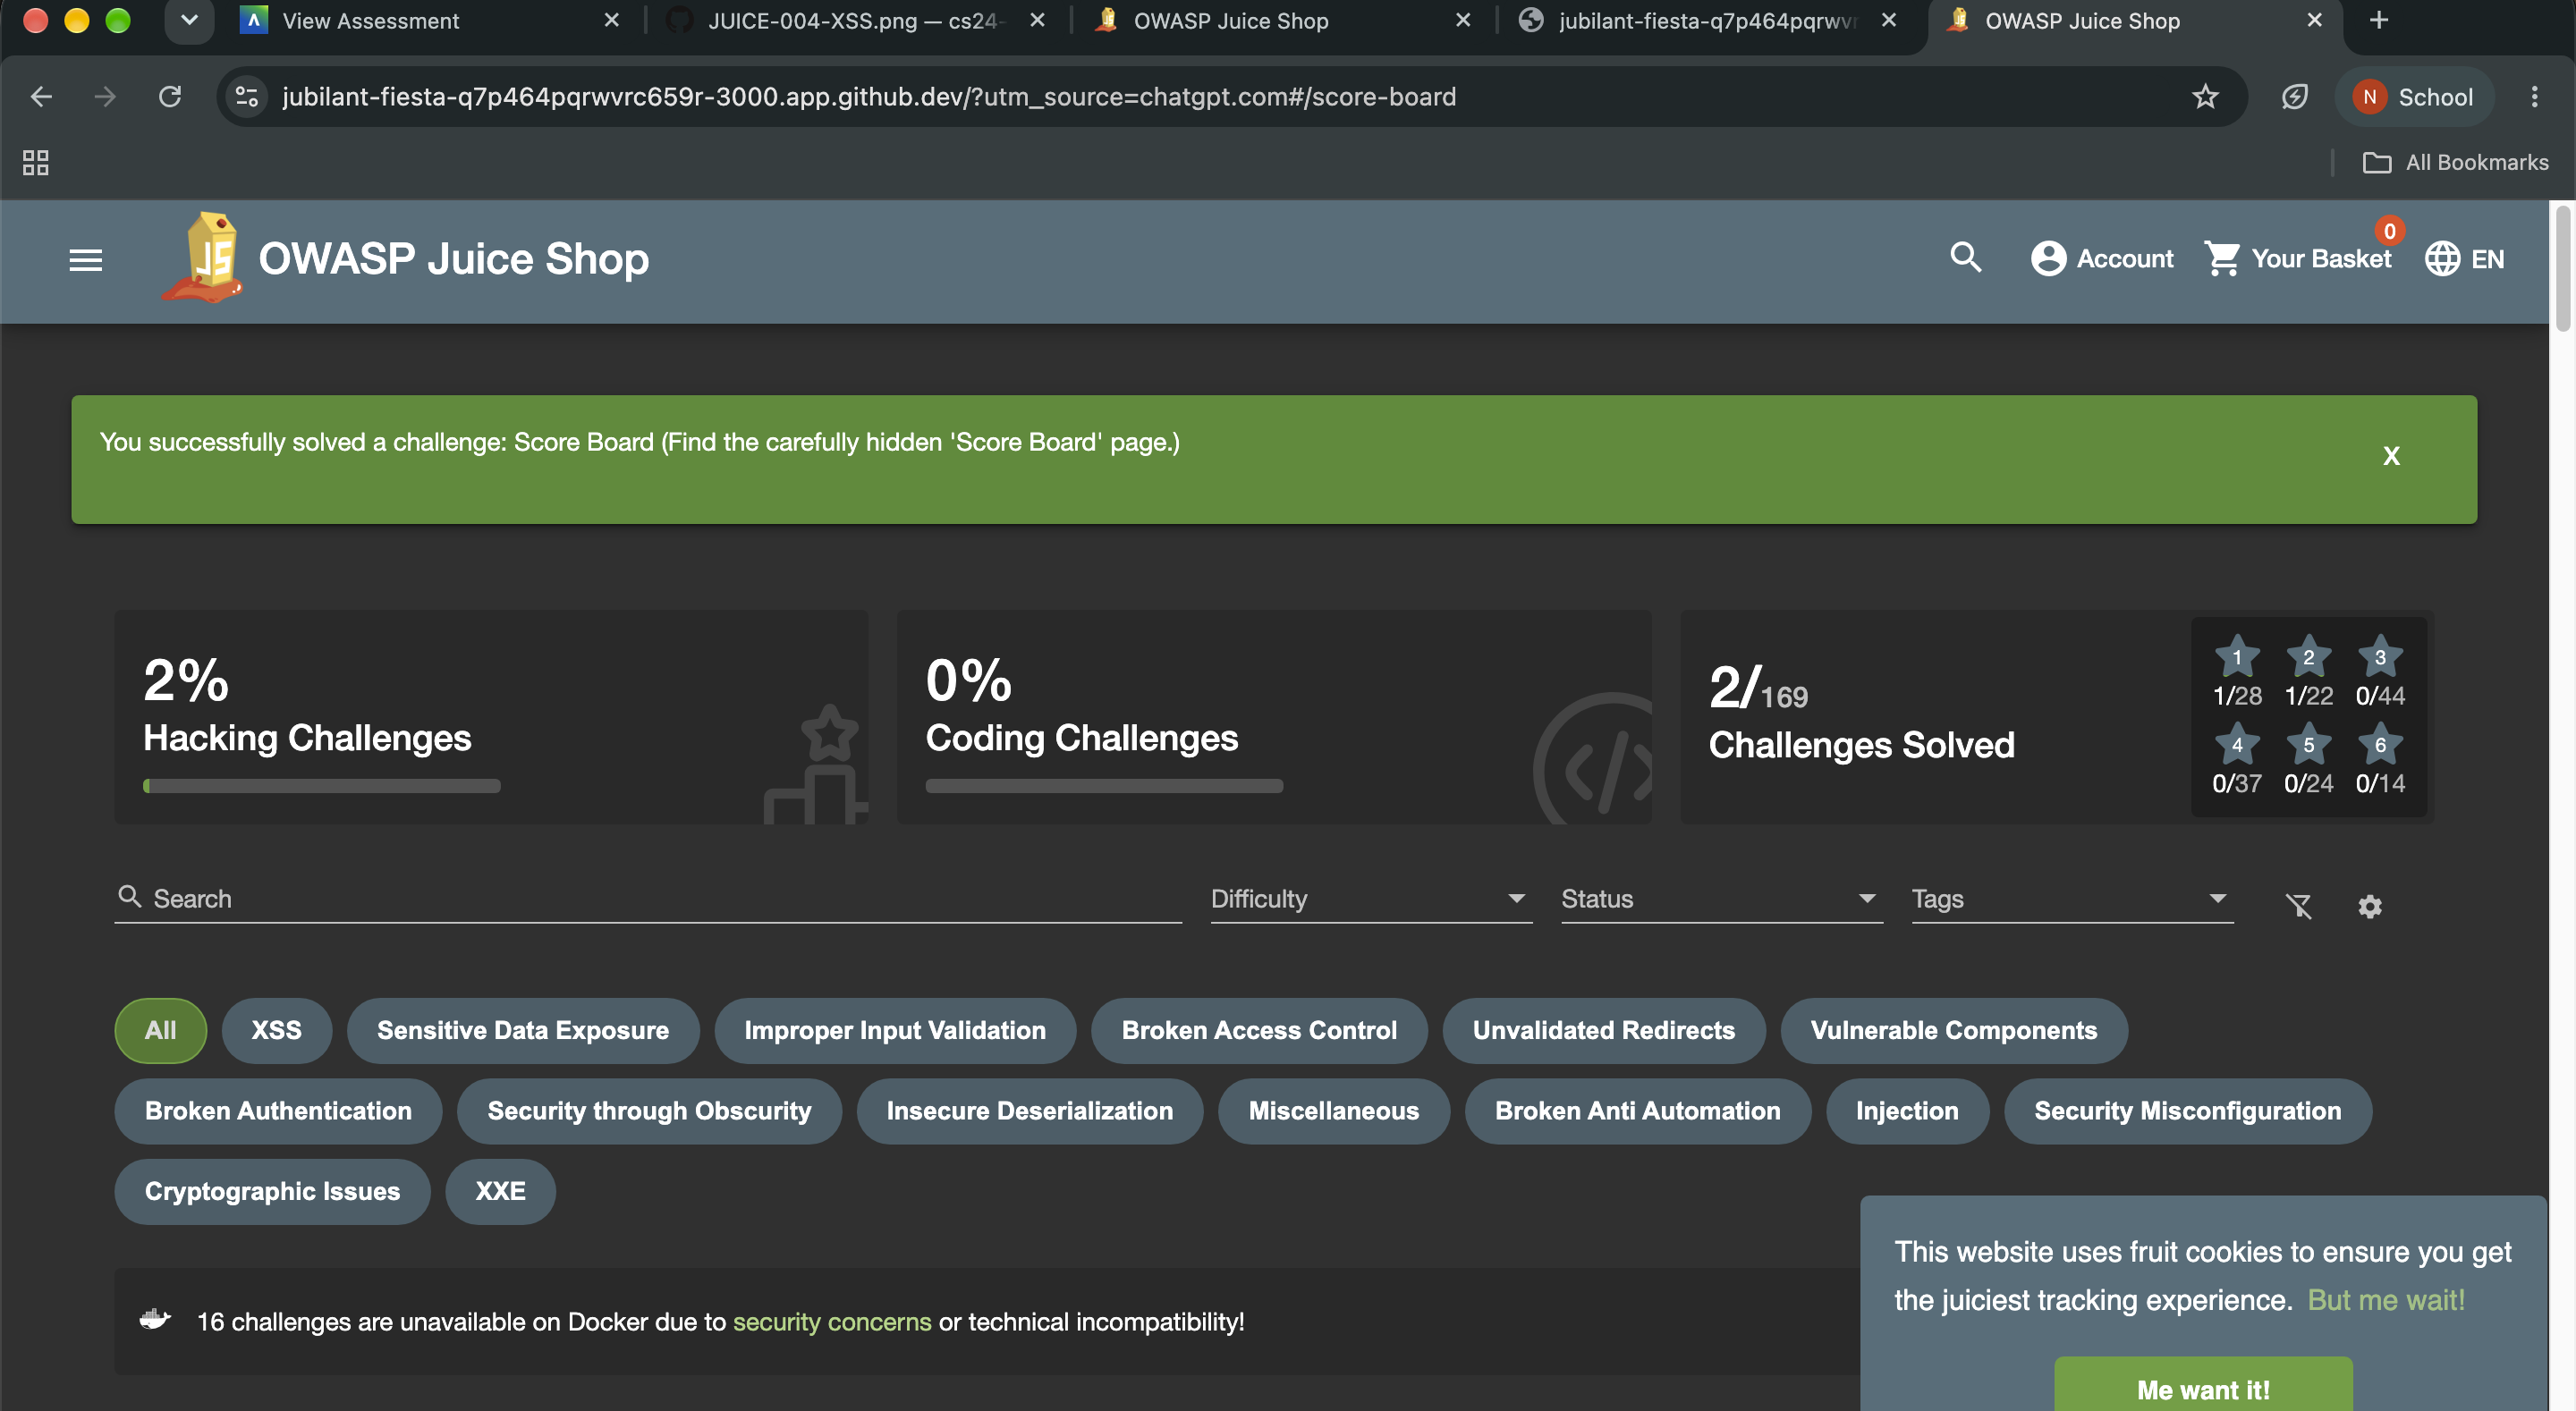 View Assessment
JUICE-004-XSS.png — cs24-
OWASP Juice Shop
jubilant-fiesta-q7p464pqrwvr
OWASP Juice Shop
jubilant-fiesta-q7p464pqrwvrc659r-3000.app.github.dev/?utm_source=chatgpt.com#/score-board
N School
All Bookmarks
JS
OWASP Juice Shop
Account
0
Your Basket
EN
You successfully solved a challenge: Score Board (Find the carefully hidden 'Score Board' page.)
X
2%
Hacking Challenges
0%
Coding Challenges
2/169
Challenges Solved
1 2 3
1/28 1/22 0/44
4 5 6
0/37 0/24 0/14
Search
Difficulty
Status
Tags
All XSS Sensitive Data Exposure Improper Input Validation Broken Access Control Unvalidated Redirects Vulnerable Components
Broken Authentication Security through Obscurity Insecure Deserialization Miscellaneous Broken Anti Automation Injection Security Misconfiguration
Cryptographic Issues XXE
16 challenges are unavailable on Docker due to security concerns or technical incompatibility!
This website uses fruit cookies to ensure you get
the juiciest tracking experience. But me wait!
Me want it!